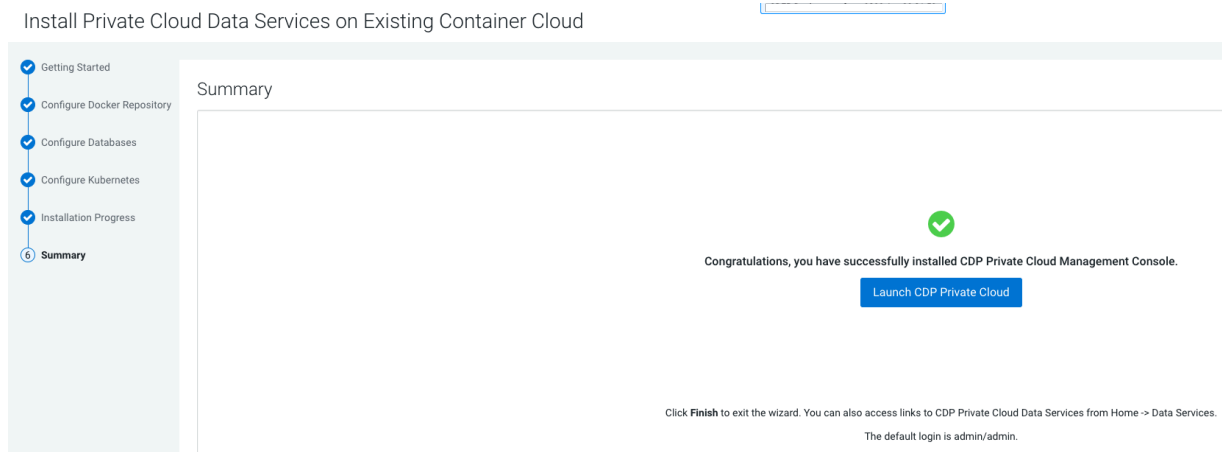 Install Private Cloud Data Services on Existing Container Cloud
Getting Started
Configure Docker Repository
Configure Databases
Configure Kubernetes
Installation Progress
6 Summary
Summary
Congratulations, you have successfully installed CDP Private Cloud Management Console.
Launch CDP Private Cloud
Click Finish to exit the wizard. You can also access links to CDP Private Cloud Data Services from Home -> Data Services.
The default login is admin/admin.